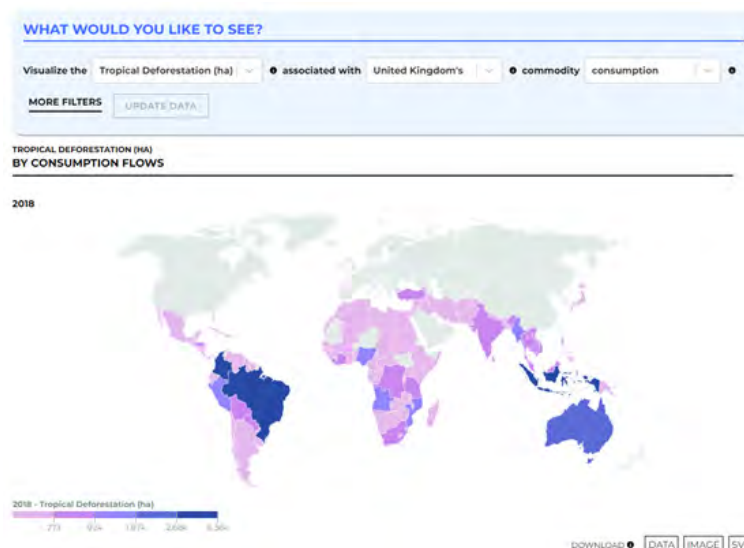 WHAT WOULD YOU LIKE TO SEE?
Visualize the Tropical Deforestation (ha) associated with United Kingdom's commodity consumption
MORE FILTERS UPDATE DATA
TROPICAL DEFORESTATION (HA)
BY CONSUMPTION FLOWS
2018
2018 - Tropical Deforestation (ha)
773
DOWNLOAD DATA IMAGE